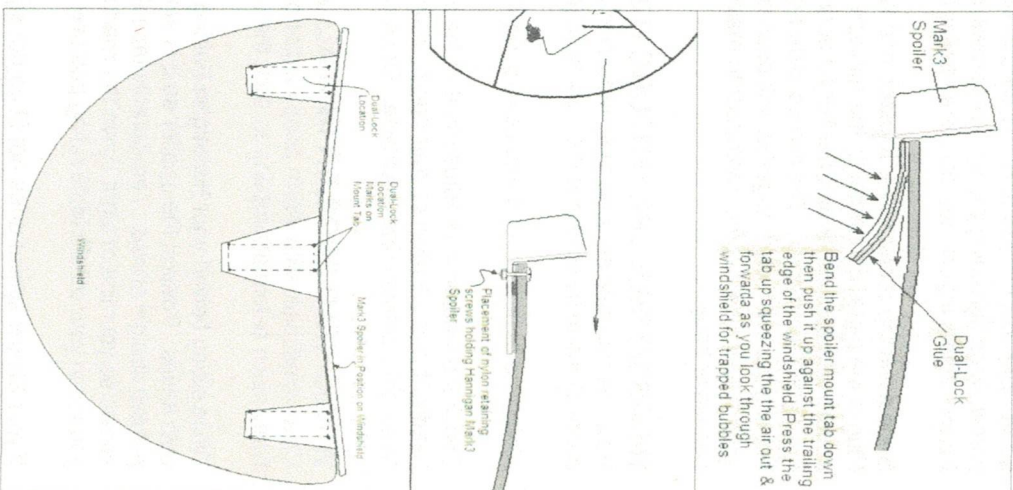 Mark3
Spoiler
Dual-Lock
Glue
Bend the spoiler mount tab down
then push it up against the trailing
edge of the windshield. Press the
tab up squeezing the the air out &
forwarda as you look through
windshield for trapped bubbles
Placement of nylon retaining
screws holding Hannigan Mark3
Spoiler
Dual-Lock
Location
Dual-Lock
Location
Marks on
Mount Tab
Mark3 Spoiler in Position on Windshield
Windshield